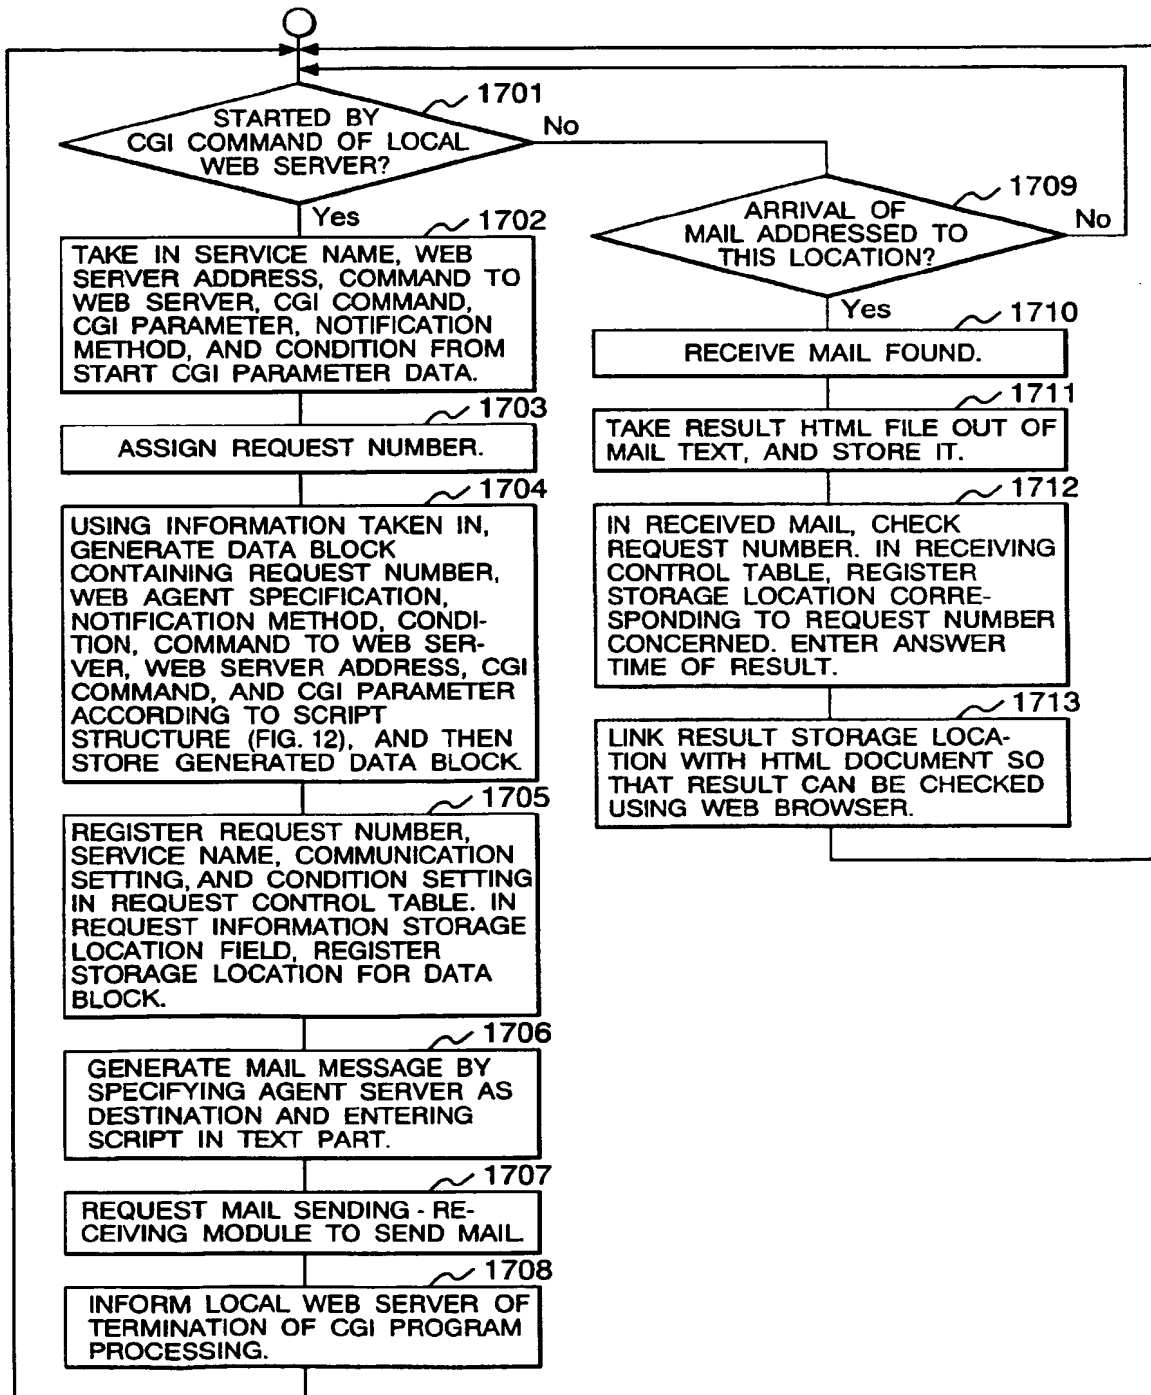 1701
STARTED BY
CGI COMMAND OF LOCAL
WEB SERVER?
No
Yes
1702
TAKE IN SERVICE NAME, WEB
SERVER ADDRESS, COMMAND TO
WEB SERVER, CGI COMMAND,
CGI PARAMETER, NOTIFICATION
METHOD, AND CONDITION FROM
START CGI PARAMETER DATA.
1703
ASSIGN REQUEST NUMBER.
1704
USING INFORMATION TAKEN IN,
GENERATE DATA BLOCK
CONTAINING REQUEST NUMBER,
WEB AGENT SPECIFICATION,
NOTIFICATION METHOD, CONDI-
TION, COMMAND TO WEB SER-
VER, WEB SERVER ADDRESS, CGI
COMMAND, AND CGI PARAMETER
ACCORDING TO SCRIPT
STRUCTURE (FIG. 12), AND THEN
STORE GENERATED DATA BLOCK.
1705
REGISTER REQUEST NUMBER,
SERVICE NAME, COMMUNICATION
SETTING, AND CONDITION SETTING
IN REQUEST CONTROL TABLE. IN
REQUEST INFORMATION STORAGE
LOCATION FIELD, REGISTER
STORAGE LOCATION FOR DATA
BLOCK.
1706
GENERATE MAIL MESSAGE BY
SPECIFYING AGENT SERVER AS
DESTINATION AND ENTERING
SCRIPT IN TEXT PART.
1707
REQUEST MAIL SENDING - RE-
CEIVING MODULE TO SEND MAIL
1708
INFORM LOCAL WEB SERVER OF
TERMINATION OF CGI PROGRAM
PROCESSING.
1709
ARRIVAL OF
MAIL ADDRESSED TO
THIS LOCATION?
No
Yes
1710
RECEIVE MAIL FOUND.
1711
TAKE RESULT HTML FILE OUT OF
MAIL TEXT, AND STORE IT.
1712
IN RECEIVED MAIL, CHECK
REQUEST NUMBER. IN RECEIVING
CONTROL TABLE, REGISTER
STORAGE LOCATION CORRE-
SPONDING TO REQUEST NUMBER
CONCERNED. ENTER ANSWER
TIME OF RESULT.
1713
LINK RESULT STORAGE LOCA-
TION WITH HTML DOCUMENT SO
THAT RESULT CAN BE CHECKED
USING WEB BROWSER.